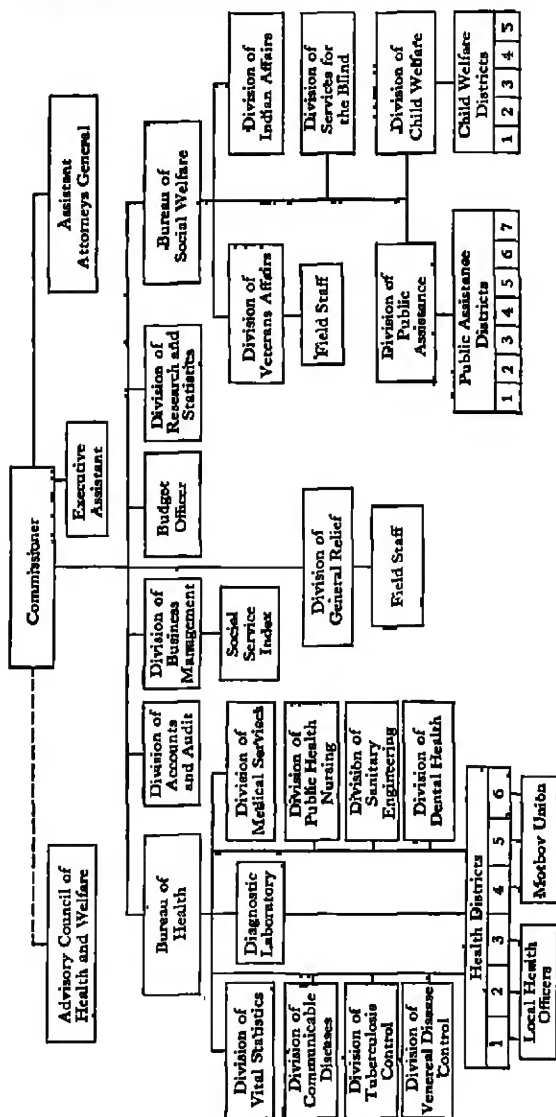 Commissioner
Advisory Council of
Health and Welfare
Assistant
Attorneys General
Executive
Assistant
Bureau of
Health
Division of
Accounts
and Audit
Division of
Business
Management
Budget
Officer
Division of
Research and
Statistics
Bureau of
Social Welfare
Social
Service
Index
Division of
Vital Statistics
Division of
Communicable
Diseases
Division of
Tuberculosis
Control
Division of
Venereal Disease
Control
Diagnostic
Laboratory
Division of
Medical Services
Division of
Public Health
Nursing
Division of
Sanitary
Engineering
Division of
Dental Health
Health Districts
1 2 3 4 5 6
Local Health
Officers
Motbov Union
Division of
General Relief
Field Staff
Division of
Veterans Affairs
Field Staff
Division of
Indian Affairs
Division of
Services for
the Blind
Division of
Public
Assistance
Division of
Child Welfare
Public Assistance
Districts
1 2 3 4 5 6 7
Child Welfare
Districts
1 2 3 4 5